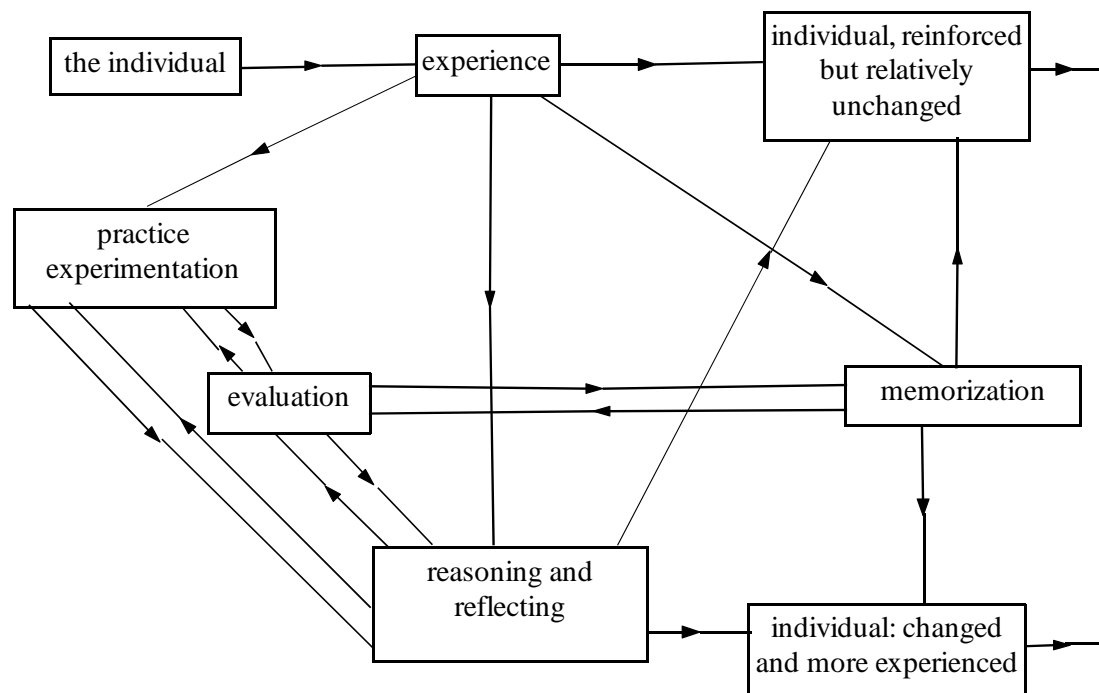 the individual
experience
individual, reinforced
but relatively
unchanged
practice
experimentation
evaluation
memorization
reasoning and
reflecting
individual: changed
and more experienced